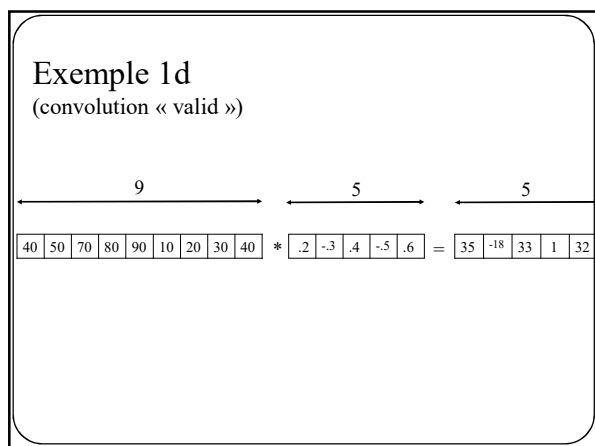 Exemple 1d
(convolution « valid »)
9 5 5
40 50 70 80 90 10 20 30 40 * .2 -.3 .4 -.5 .6 = 35 -18 33 1 32